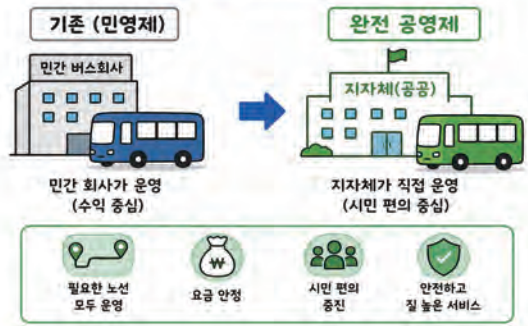 기존 (민영제)
완전 공영제
민간 버스회사
지자체(공공)
민간 회사가 운영
(수익 중심)
지자체가 직접 운영
(시민 편의 중심)
필요한 노선
모두 운영
₩
요금 안정
시민 편의
증진
안전하고
질 높은 서비스